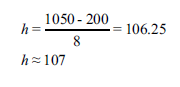 h = (1050 - 200) / 8 = 106.25
h ≈ 107